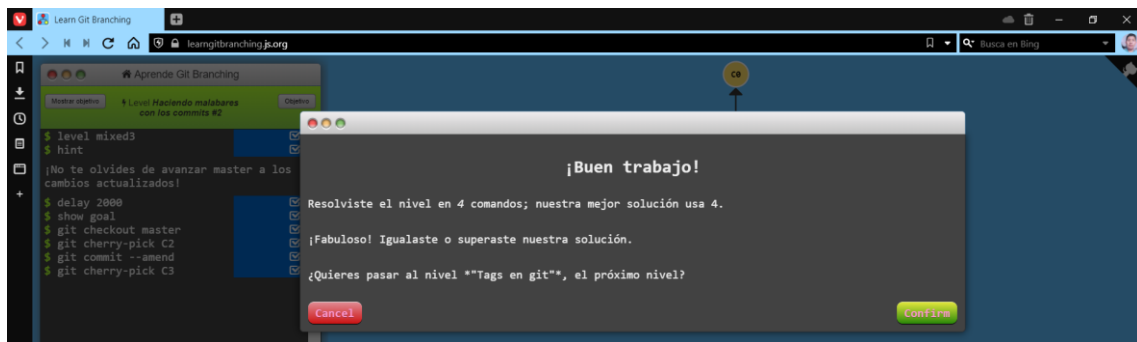 Learn Git Branching
learngitbranching.js.org
Busca en Bing
Aprende Git Branching
Mostrar objetivo
Level Haciendo malabares
con los commits #2
Objetivo
$ level mixed3
$ hint
¡No te olvides de avanzar master a los
cambios actualizados!
$ delay 2000
$ show goal
$ git checkout master
$ git cherry-pick C2
$ git commit --amend
$ git cherry-pick C3
C0
¡Buen trabajo!
Resolviste el nivel en 4 comandos; nuestra mejor solución usa 4.
¡Fabuloso! Igualaste o superaste nuestra solución.
¿Quieres pasar al nivel *"Tags en git"*, el próximo nivel?
Cancel
Confirm